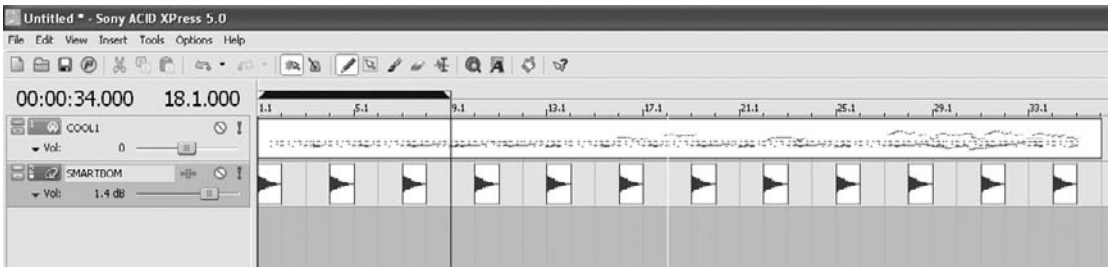 Untitled * - Sony ACID XPress 5.0
File Edit View Insert Tools Options Help
00:00:34.000 18.1.000
1.1 5.1 9.1 13.1 17.1 21.1 25.1 29.1 33.1
1 COOL1
Vol: 0
2 SMARTBOM
Vol: 1.4 dB